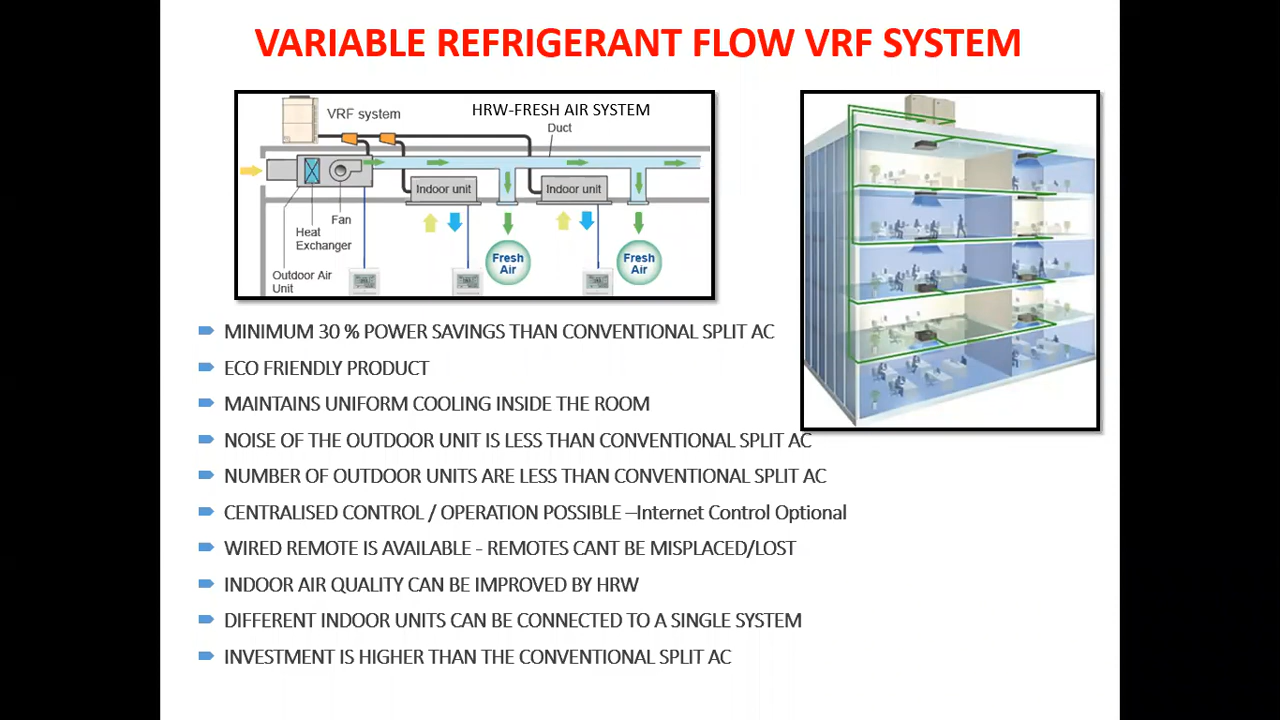 VARIABLE REFRIGERANT FLOW VRF SYSTEM
VRF system
HRW-FRESH AIR SYSTEM
Duct
Indoor unit
Indoor unit
Fan
Heat
Exchanger
Outdoor Air
Unit
Fresh
Air
Fresh
Air
MINIMUM 30 % POWER SAVINGS THAN CONVENTIONAL SPLIT AC
ECO FRIENDLY PRODUCT
MAINTAINS UNIFORM COOLING INSIDE THE ROOM
NOISE OF THE OUTDOOR UNIT IS LESS THAN CONVENTIONAL SPLIT AC
NUMBER OF OUTDOOR UNITS ARE LESS THAN CONVENTIONAL SPLIT AC
CENTRALISED CONTROL / OPERATION POSSIBLE –Internet Control Optional
WIRED REMOTE IS AVAILABLE - REMOTES CANT BE MISPLACED/LOST
INDOOR AIR QUALITY CAN BE IMPROVED BY HRW
DIFFERENT INDOOR UNITS CAN BE CONNECTED TO A SINGLE SYSTEM
INVESTMENT IS HIGHER THAN THE CONVENTIONAL SPLIT AC